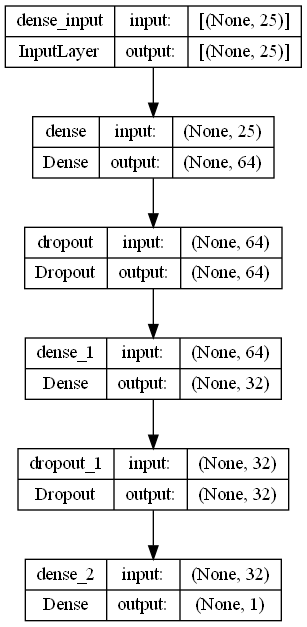 dense_input input: [(None, 25)]
InputLayer output: [(None, 25)]
dense input: (None, 25)
Dense output: (None, 64)
dropout input: (None, 64)
Dropout output: (None, 64)
dense_1 input: (None, 64)
Dense output: (None, 32)
dropout_1 input: (None, 32)
Dropout output: (None, 32)
dense_2 input: (None, 32)
Dense output: (None, 1)